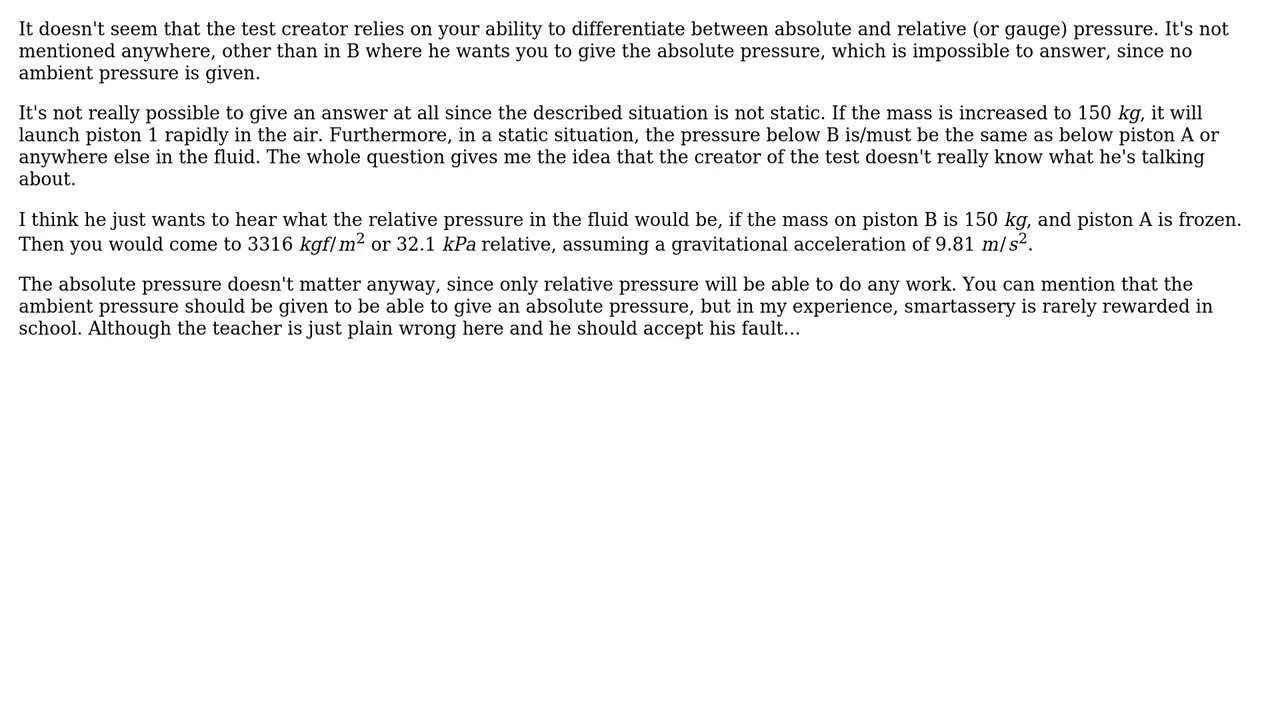 It doesn't seem that the test creator relies on your ability to differentiate between absolute and relative (or gauge) pressure. It's not
mentioned anywhere, other than in B where he wants you to give the absolute pressure, which is impossible to answer, since no
ambient pressure is given.
It's not really possible to give an answer at all since the described situation is not static. If the mass is increased to 150 kg, it will
launch piston 1 rapidly in the air. Furthermore, in a static situation, the pressure below B is/must be the same as below piston A or
anywhere else in the fluid. The whole question gives me the idea that the creator of the test doesn't really know what he's talking
about.
I think he just wants to hear what the relative pressure in the fluid would be, if the mass on piston B is 150 kg, and piston A is frozen.
Then you would come to 3316 kgf/m² or 32.1 kPa relative, assuming a gravitational acceleration of 9.81 m/s².
The absolute pressure doesn't matter anyway, since only relative pressure will be able to do any work. You can mention that the
ambient pressure should be given to be able to give an absolute pressure, but in my experience, smartassery is rarely rewarded in
school. Although the teacher is just plain wrong here and he should accept his fault...